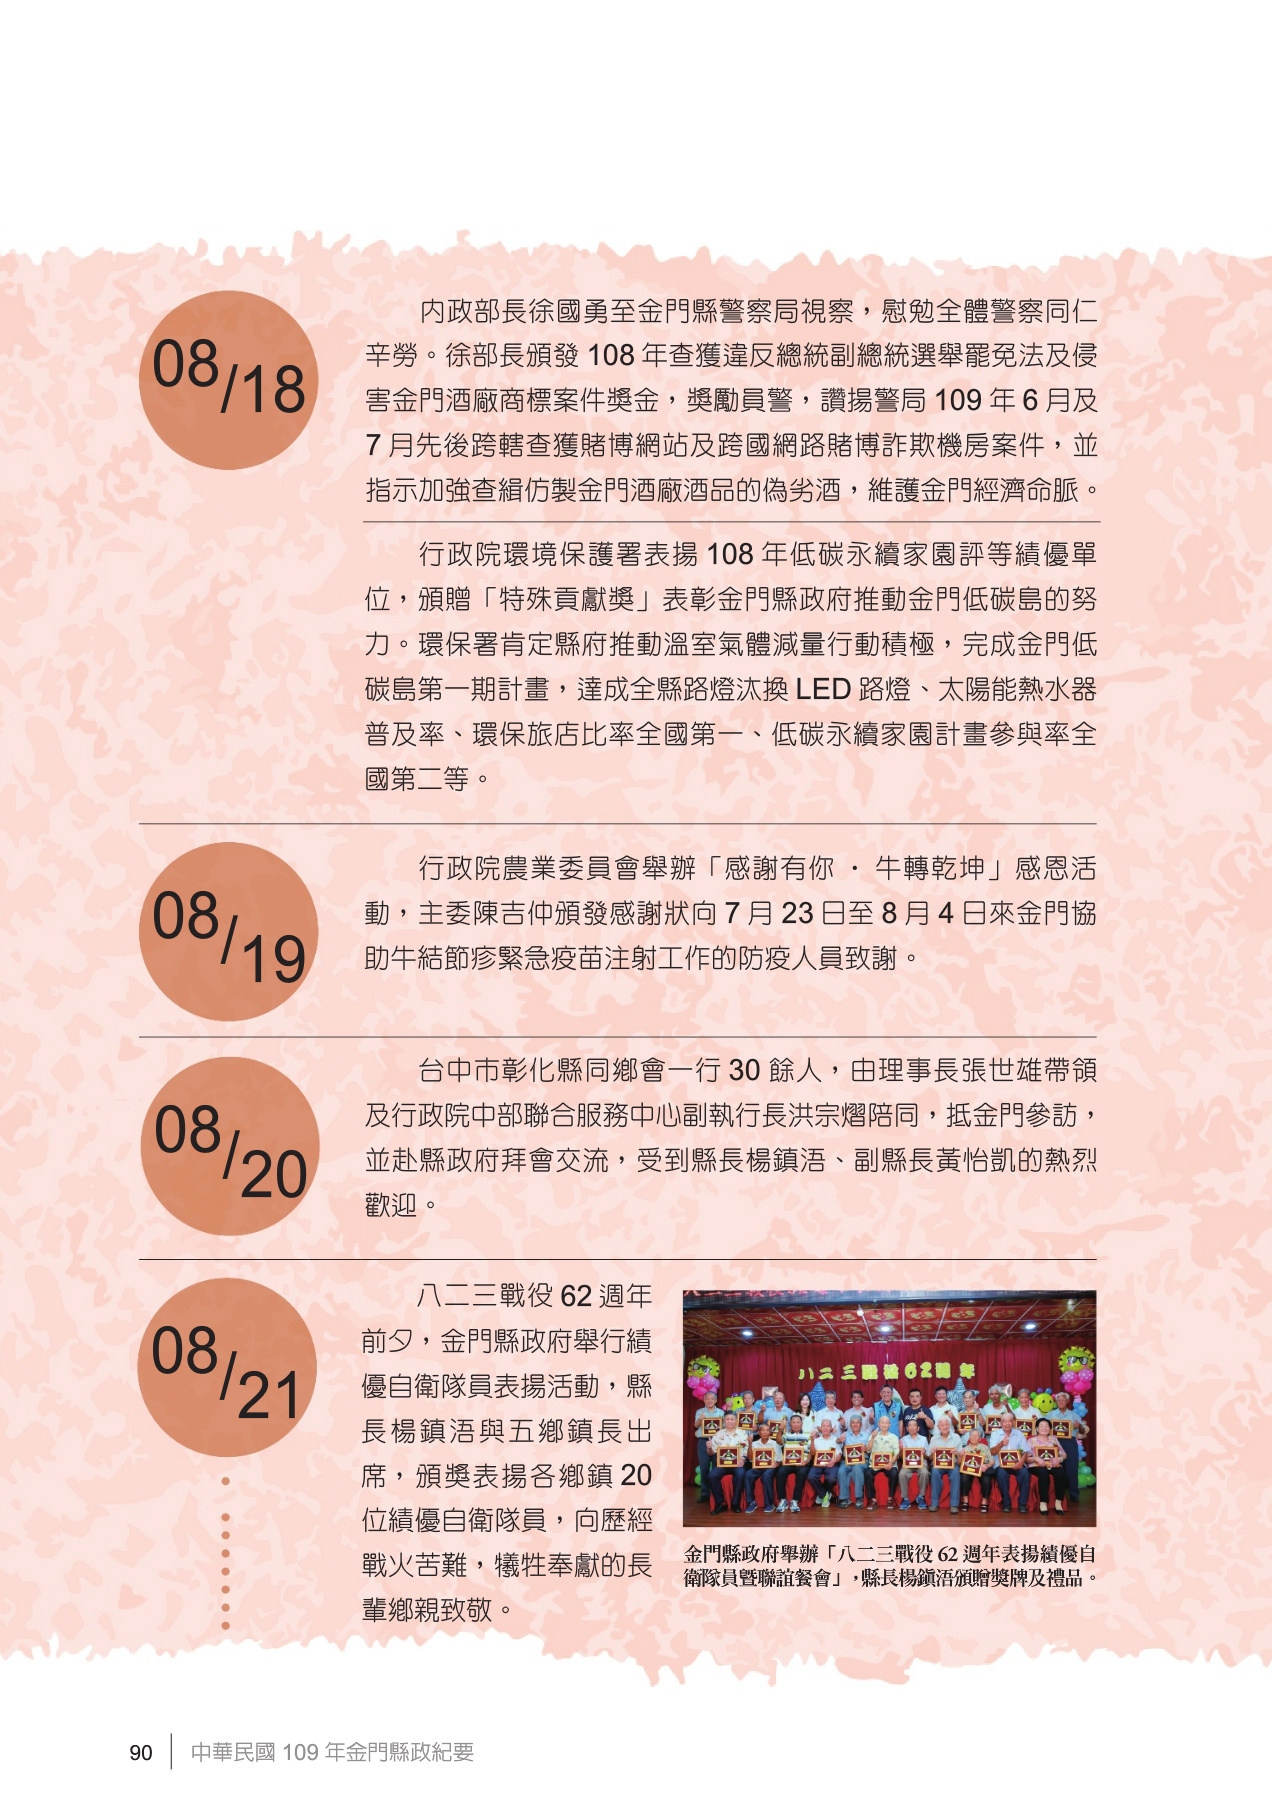 08/18
內政部長徐國勇至金門縣警察局視察，慰勉全體警察同仁
辛勞。徐部長頒發 108 年查獲違反總統副總統選舉罷免法及侵
害金門酒廠商標案件獎金，獎勵員警，讚揚警局 109 年 6 月及
7 月先後跨轄查獲賭博網站及跨國網路賭博詐欺機房案件，並
指示加強查緝仿製金門酒廠酒品的偽劣酒，維護金門經濟命脈。
行政院環境保護署表揚 108 年低碳永續家園評等績優單
位，頒贈「特殊貢獻獎」表彰金門縣政府推動金門低碳島的努
力。環保署肯定縣府推動溫室氣體減量行動積極，完成金門低
碳島第一期計畫，達成全縣路燈汰換 LED 路燈、太陽能熱水器
普及率、環保旅店比率全國第一、低碳永續家園計畫參與率全
國第二等。
08/19
行政院農業委員會舉辦「感謝有你 · 牛轉乾坤」感恩活
動，主委陳吉仲頒發感謝狀向 7 月 23 日至 8 月 4 日來金門協
助牛結節疹緊急疫苗注射工作的防疫人員致謝。
08/20
台中市彰化縣同鄉會一行 30 餘人，由理事長張世雄帶領
及行政院中部聯合服務中心副執行長洪宗熠陪同，抵金門參訪，
並赴縣政府拜會交流，受到縣長楊鎮浯、副縣長黃怡凱的熱烈
歡迎。
08/21
八二三戰役 62 週年
前夕，金門縣政府舉行績
優自衛隊員表揚活動，縣
長楊鎮浯與五鄉鎮長出
席，頒獎表揚各鄉鎮 20
位績優自衛隊員，向歷經
戰火苦難，犧牲奉獻的長
輩鄉親致敬。
八二三戰役62週年
金門縣政府舉辦「八二三戰役 62 週年表揚績優自
衛隊員暨聯誼餐會」，縣長楊鎮浯頒贈獎牌及禮品。
90 中華民國 109 年金門縣政紀要